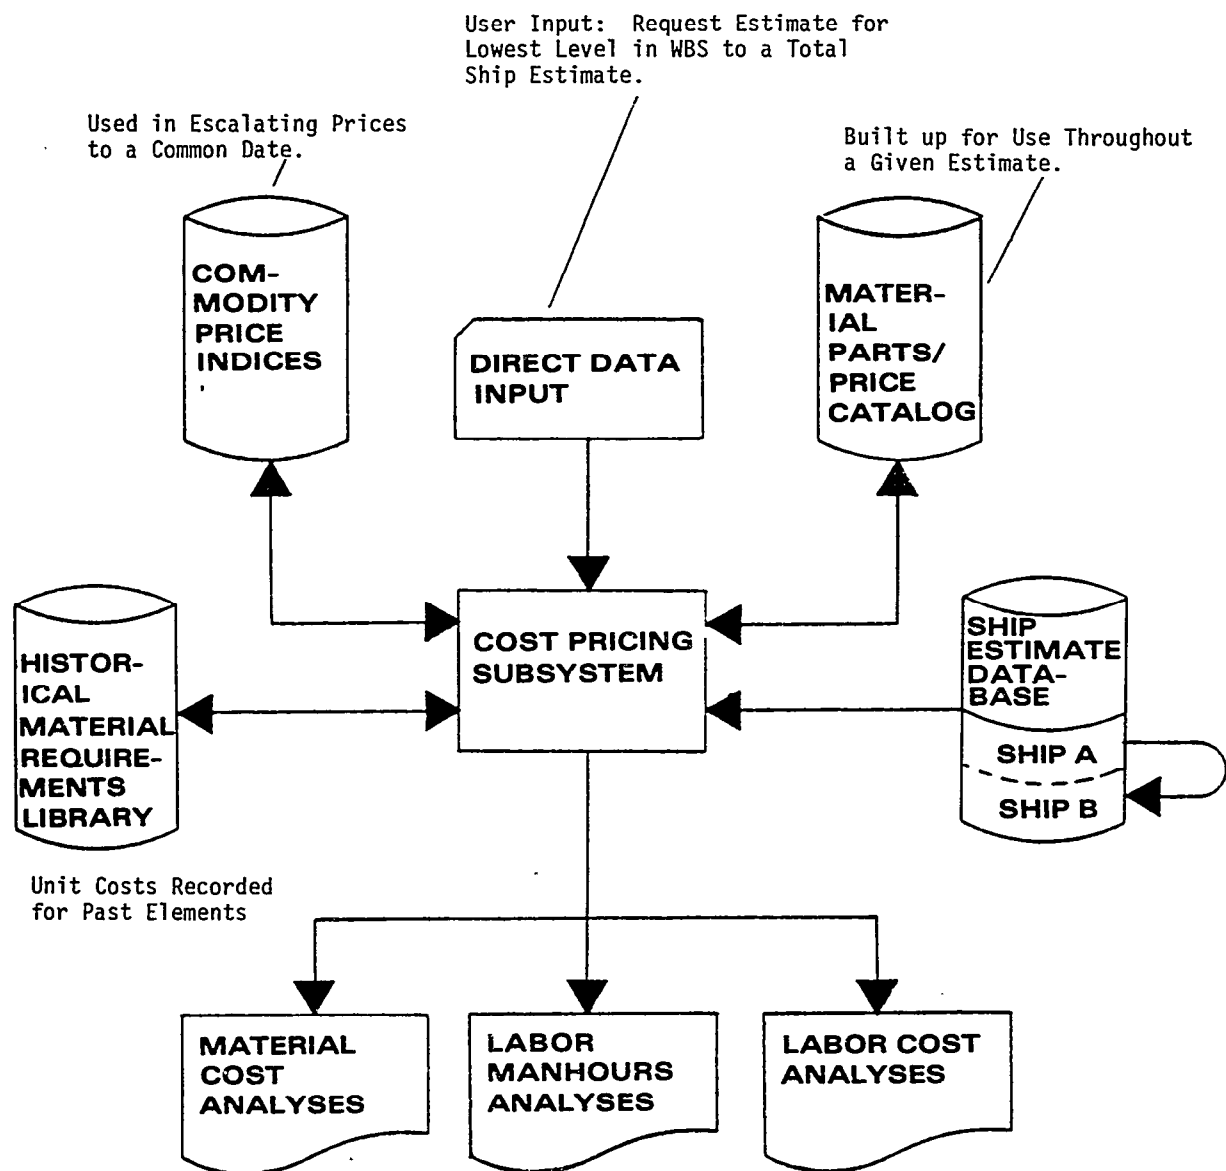 User Input: Request Estimate for
Lowest Level in WBS to a Total
Ship Estimate.
Used in Escalating Prices
to a Common Date.
Built up for Use Throughout
a Given Estimate.
COM-
MODITY
PRICE
INDICES
DIRECT DATA
INPUT
MATER-
IAL
PARTS/
PRICE
CATALOG
HISTOR-
ICAL
MATERIAL
REQUIRE-
MENTS
LIBRARY
COST PRICING
SUBSYSTEM
SHIP
ESTIMATE
DATA-
BASE
SHIP A
SHIP B
Unit Costs Recorded
for Past Elements
MATERIAL
COST
ANALYSES
LABOR
MANHOURS
ANALYSES
LABOR COST
ANALYSES